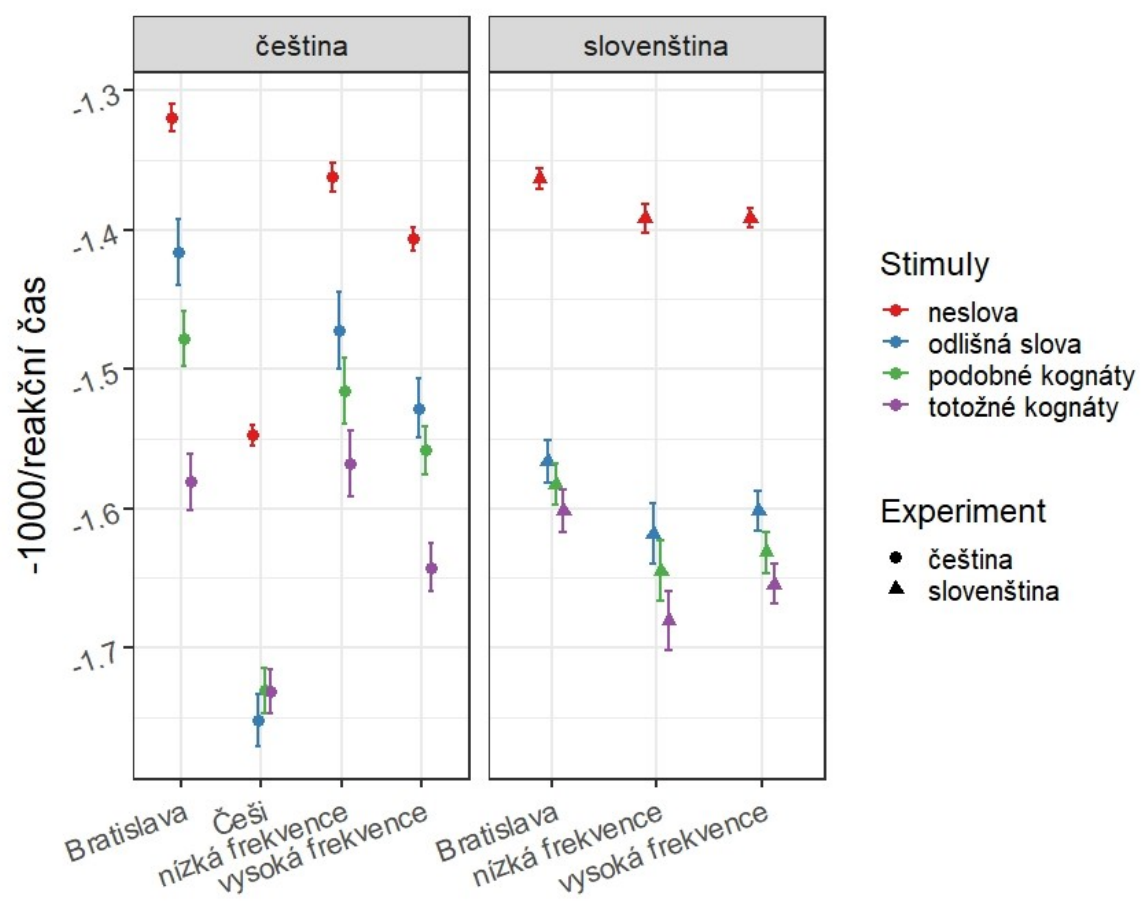 čeština
slovenština
-1.3
-1.4
-1.5
-1.6
-1.7
-1000/reakční čas
Bratislava
Češi
nízká frekvence
vysoká frekvence
Bratislava
nízká frekvence
vysoká frekvence
Stimuly
neslova
odlišná slova
podobné kognáty
totožné kognáty
Experiment
čeština
slovenština